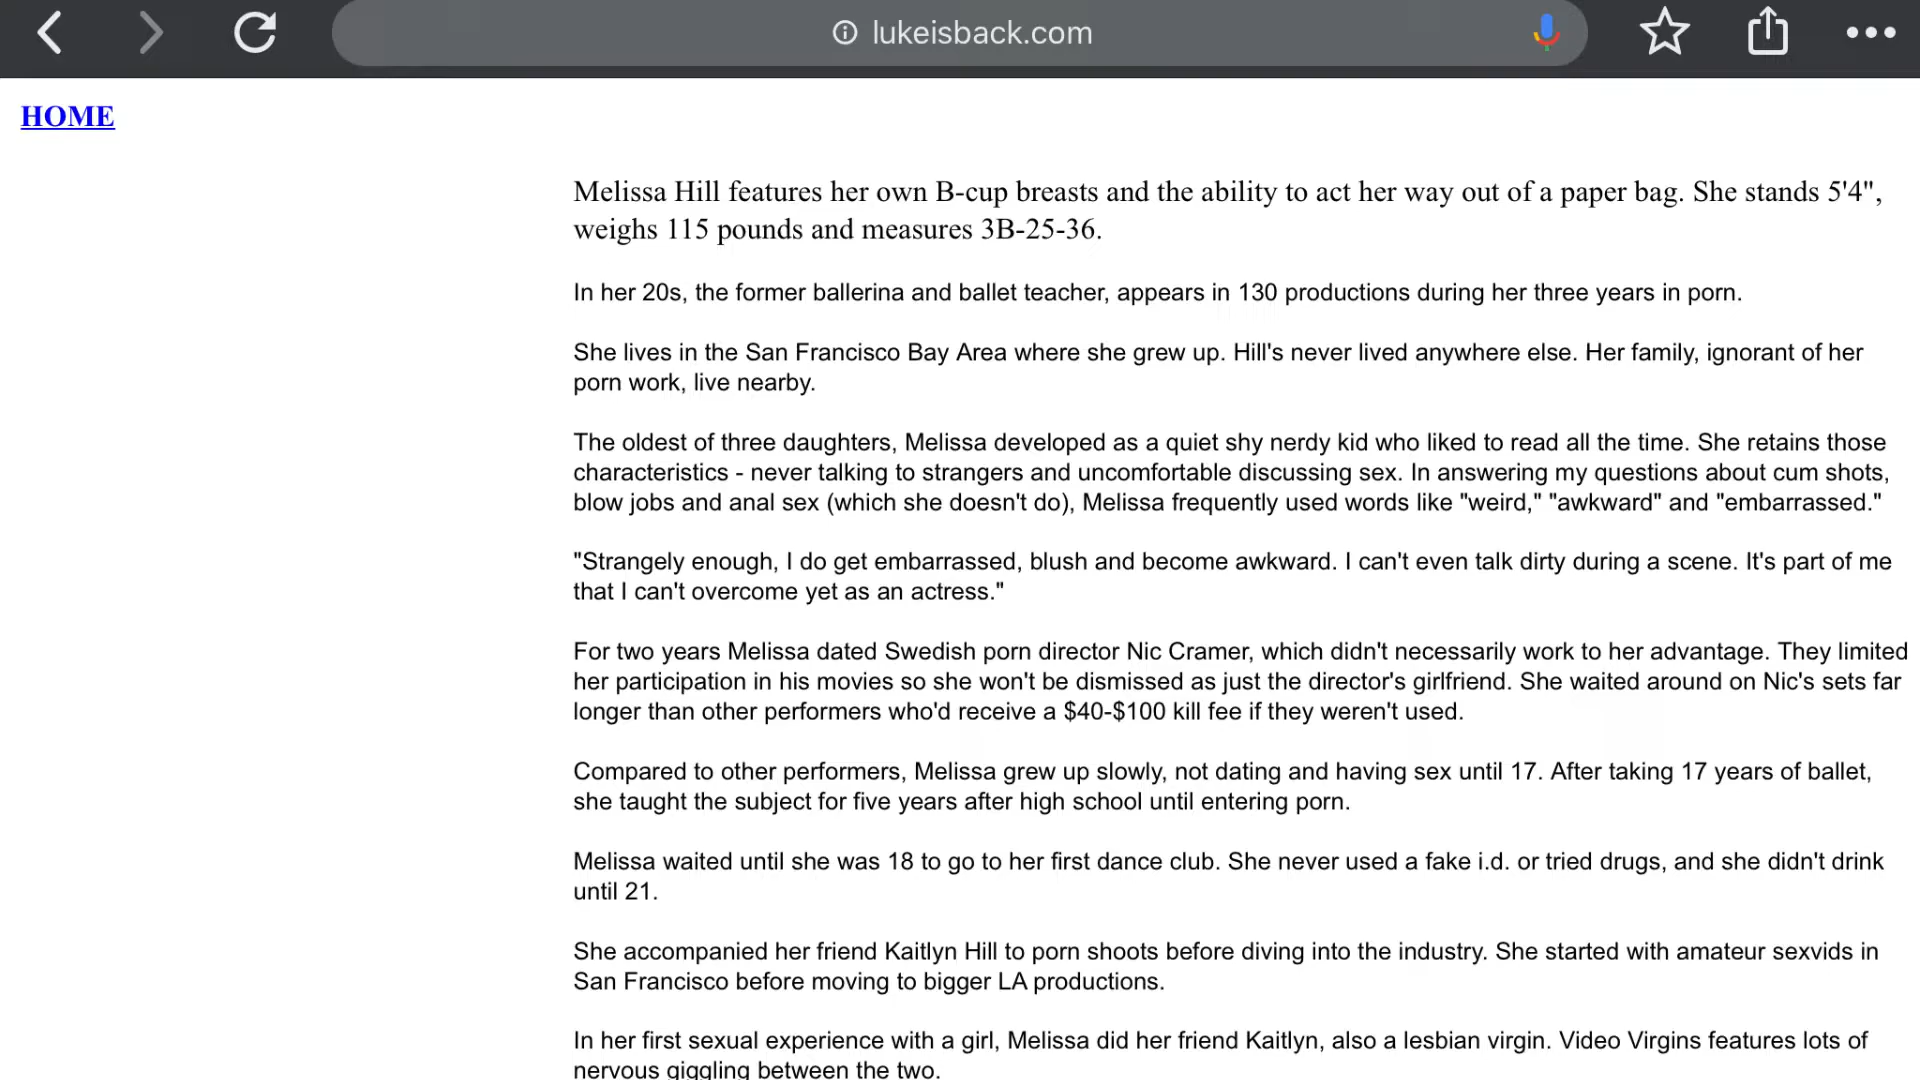 lukeisback.com
HOME
Melissa Hill features her own B-cup breasts and the ability to act her way out of a paper bag. She stands 5'4",
weighs 115 pounds and measures 3B-25-36.
In her 20s, the former ballerina and ballet teacher, appears in 130 productions during her three years in porn.
She lives in the San Francisco Bay Area where she grew up. Hill's never lived anywhere else. Her family, ignorant of her
porn work, live nearby.
The oldest of three daughters, Melissa developed as a quiet shy nerdy kid who liked to read all the time. She retains those
characteristics - never talking to strangers and uncomfortable discussing sex. In answering my questions about cum shots,
blow jobs and anal sex (which she doesn't do), Melissa frequently used words like "weird," "awkward" and "embarrassed."
"Strangely enough, I do get embarrassed, blush and become awkward. I can't even talk dirty during a scene. It's part of me
that I can't overcome yet as an actress."
For two years Melissa dated Swedish porn director Nic Cramer, which didn't necessarily work to her advantage. They limited
her participation in his movies so she won't be dismissed as just the director's girlfriend. She waited around on Nic's sets far
longer than other performers who'd receive a $40-$100 kill fee if they weren't used.
Compared to other performers, Melissa grew up slowly, not dating and having sex until 17. After taking 17 years of ballet,
she taught the subject for five years after high school until entering porn.
Melissa waited until she was 18 to go to her first dance club. She never used a fake i.d. or tried drugs, and she didn't drink
until 21.
She accompanied her friend Kaitlyn Hill to porn shoots before diving into the industry. She started with amateur sexvids in
San Francisco before moving to bigger LA productions.
In her first sexual experience with a girl, Melissa did her friend Kaitlyn, also a lesbian virgin. Video Virgins features lots of
nervous giggling between the two.